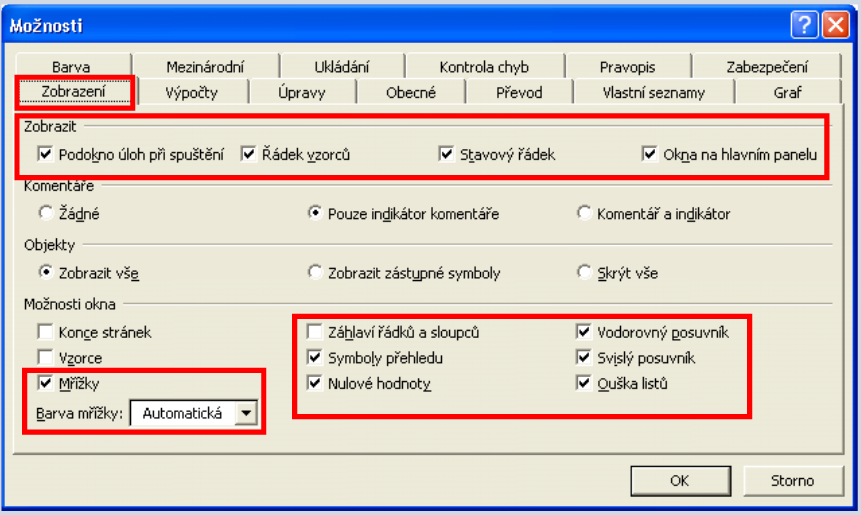 Možnosti
Barva Mezinárodní Ukládání Kontrola chyb Pravopis Zabezpečení
Zobrazení Výpočty Úpravy Obecné Převod Vlastní seznamy Graf
Zobrazit
Podokno úloh při spuštění Řádek vzorců Stavový řádek Okna na hlavním panelu
Komentáře
Žádné Pouze indikátor komentáře Komentář a indikátor
Objekty
Zobrazit vše Zobrazit zástupné symboly Skrýt vše
Možnosti okna
Konce stránek Záhlaví řádků a sloupců Vodorovný posuvník
Vzorce Symboly přehledu Svislý posuvník
Mřížky Nulové hodnoty Ouška listů
Barva mřížky: Automatická
OK Storno